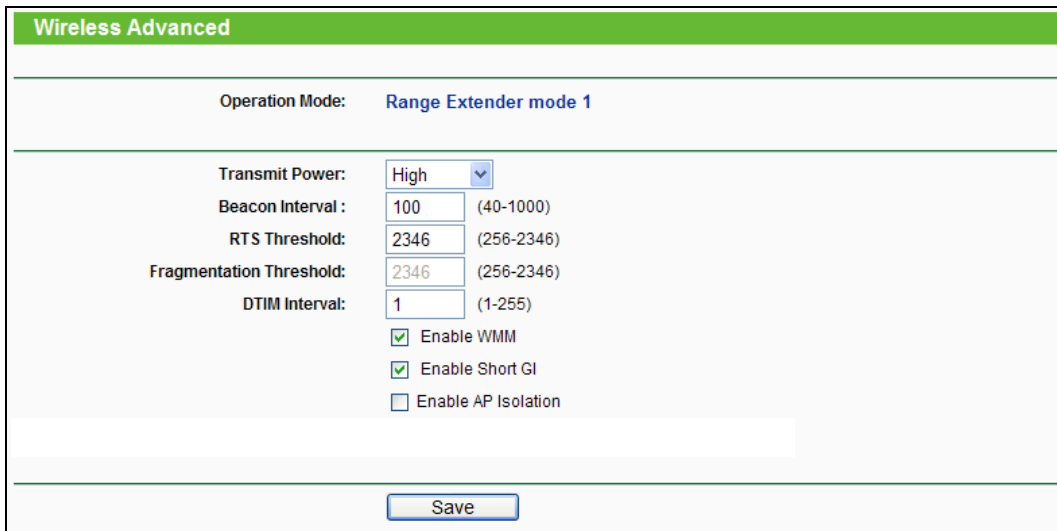 Wireless Advanced
Operation Mode: Range Extender mode 1
Transmit Power: High
Beacon Interval : 100 (40-1000)
RTS Threshold: 2346 (256-2346)
Fragmentation Threshold: 2346 (256-2346)
DTIM Interval: 1 (1-255)
Enable WMM
Enable Short GI
Enable AP Isolation
Save